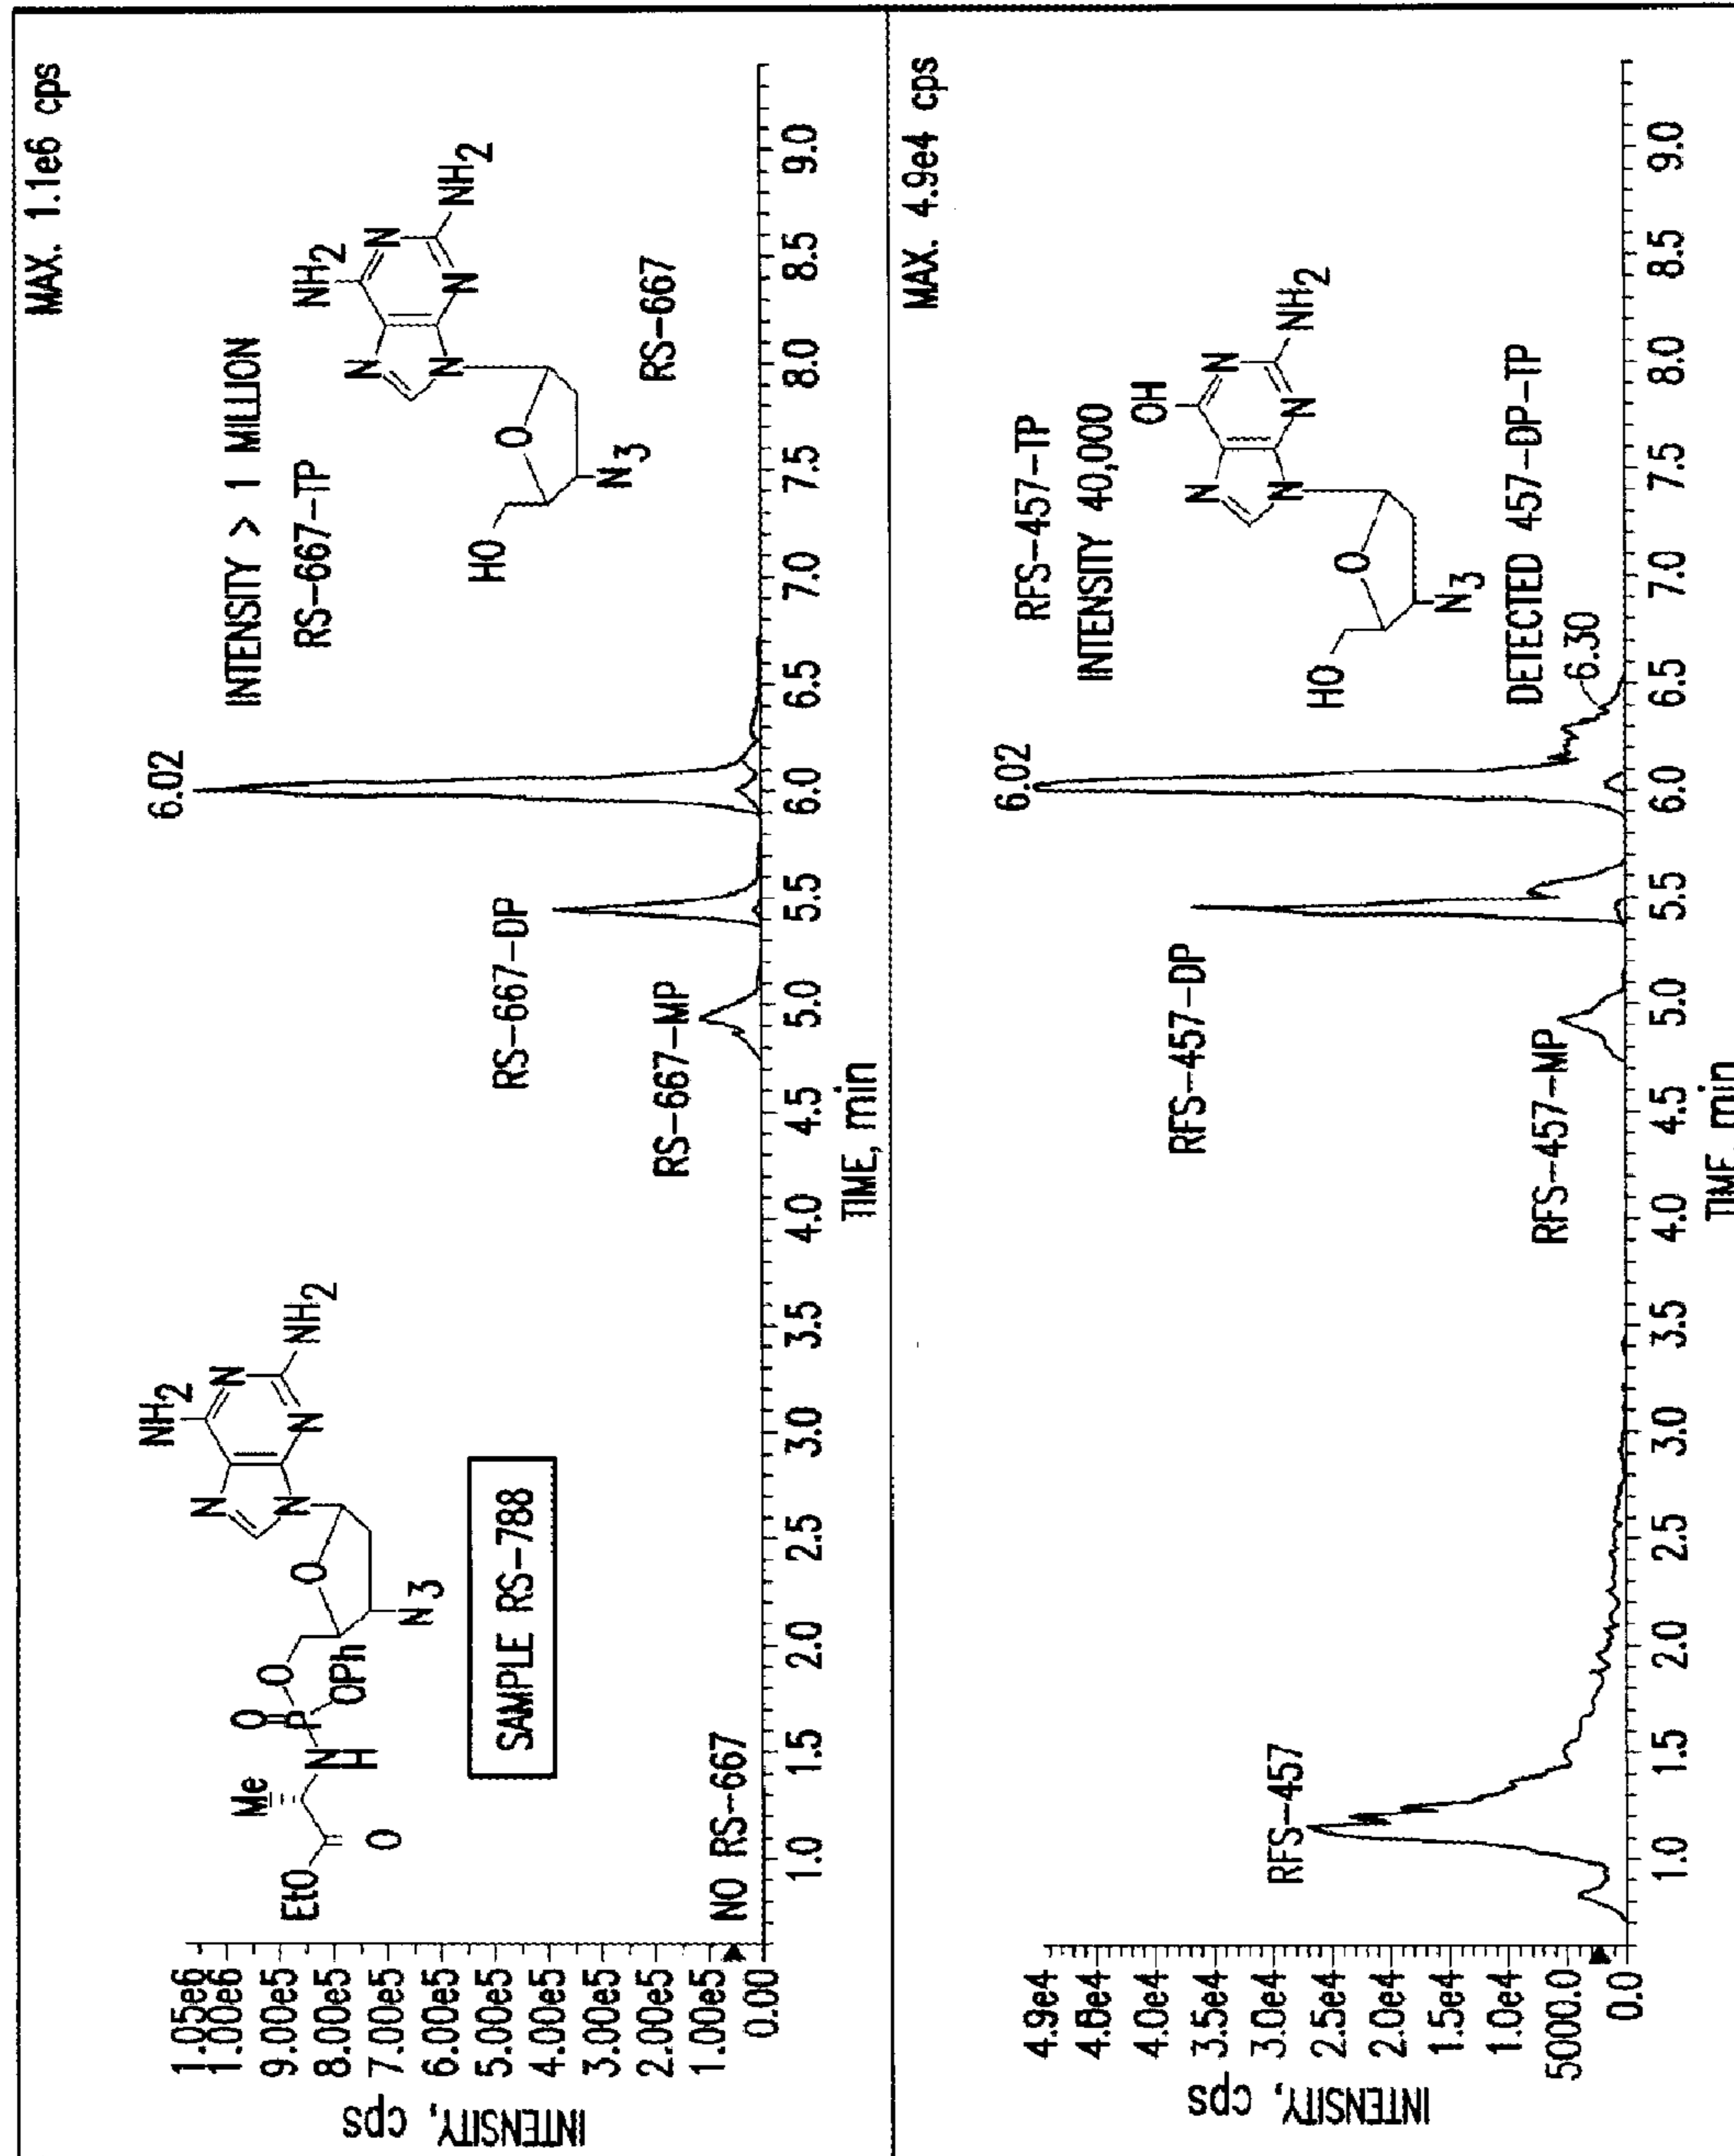 MAX. 1.1e6 cps
INTENSITY > 1 MILLION
RS-667-TP
6.02
NH2
N
N
N
N
NH2
HO
O
N3
RS-667
RS-667-DP
RS-667-MP
NH2
N
N
N
N
NH2
O
O
P
OPh
N
H
Me
EtO
O
O
N3
SAMPLE RS-788
NO RS-667
INTENSITY, cps
1.05e6
1.00e6
9.00e5
8.00e5
7.00e5
6.00e5
5.00e5
4.00e5
3.00e5
2.00e5
1.00e5
0.00
1.0 1.5 2.0 2.5 3.0 3.5 4.0 4.5 5.0 5.5 6.0 6.5 7.0 7.5 8.0 8.5 9.0
TIME, min
MAX. 4.9e4 cps
RFS-457-TP
INTENSITY 40,000
6.02
OH
N
N
N
N
NH2
HO
O
N3
DETECTED 457-DP-TP
6.30
RFS-457-DP
RFS-457-MP
RFS-457
INTENSITY, cps
4.9e4
4.0e4
3.5e4
3.0e4
2.5e4
2.0e4
1.5e4
1.0e4
5000.0
0.0
1.0 1.5 2.0 2.5 3.0 3.5 4.0 4.5 5.0 5.5 6.0 6.5 7.0 7.5 8.0 8.5 9.0
TIME, min